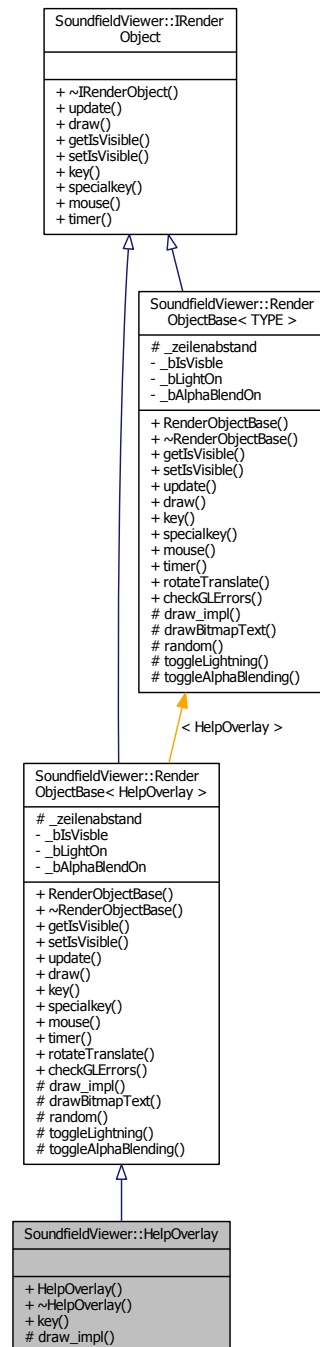 SoundfieldViewer::IRender
Object
+ ~IRenderObject()
+ update()
+ draw()
+ getIsVisible()
+ setIsVisible()
+ key()
+ specialkey()
+ mouse()
+ timer()
SoundfieldViewer::Render
ObjectBase< TYPE >
# _zeilenabstand
- _bIsVisble
- _bLightOn
- _bAlphaBlendOn
+ RenderObjectBase()
+ ~RenderObjectBase()
+ getIsVisible()
+ setIsVisible()
+ update()
+ draw()
+ key()
+ specialkey()
+ mouse()
+ timer()
+ rotateTranslate()
+ checkGLErrors()
# draw_impl()
# drawBitmapText()
# random()
# toggleLightning()
# toggleAlphaBlending()
< HelpOverlay >
SoundfieldViewer::Render
ObjectBase< HelpOverlay >
# _zeilenabstand
- _bIsVisble
- _bLightOn
- _bAlphaBlendOn
+ RenderObjectBase()
+ ~RenderObjectBase()
+ getIsVisible()
+ setIsVisible()
+ update()
+ draw()
+ key()
+ specialkey()
+ mouse()
+ timer()
+ rotateTranslate()
+ checkGLErrors()
# draw_impl()
# drawBitmapText()
# random()
# toggleLightning()
# toggleAlphaBlending()
SoundfieldViewer::HelpOverlay
+ HelpOverlay()
+ ~HelpOverlay()
+ key()
# draw_impl()